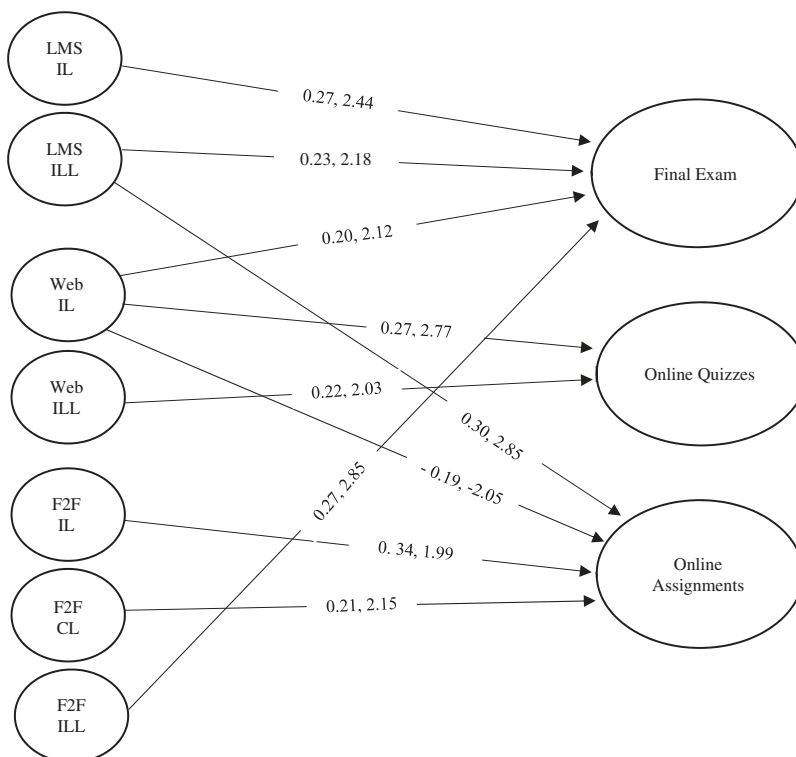 LMS
IL
0.27, 2.44
LMS
ILL
0.23, 2.18
Final Exam
0.20, 2.12
Web
IL
0.27, 2.77
Online Quizzes
Web
ILL
0.22, 2.03
0.30, 2.85
- 0.19, -2.05
0.27, 2.85
F2F
IL
0. 34, 1.99
Online
Assignments
F2F
CL
0.21, 2.15
F2F
ILL